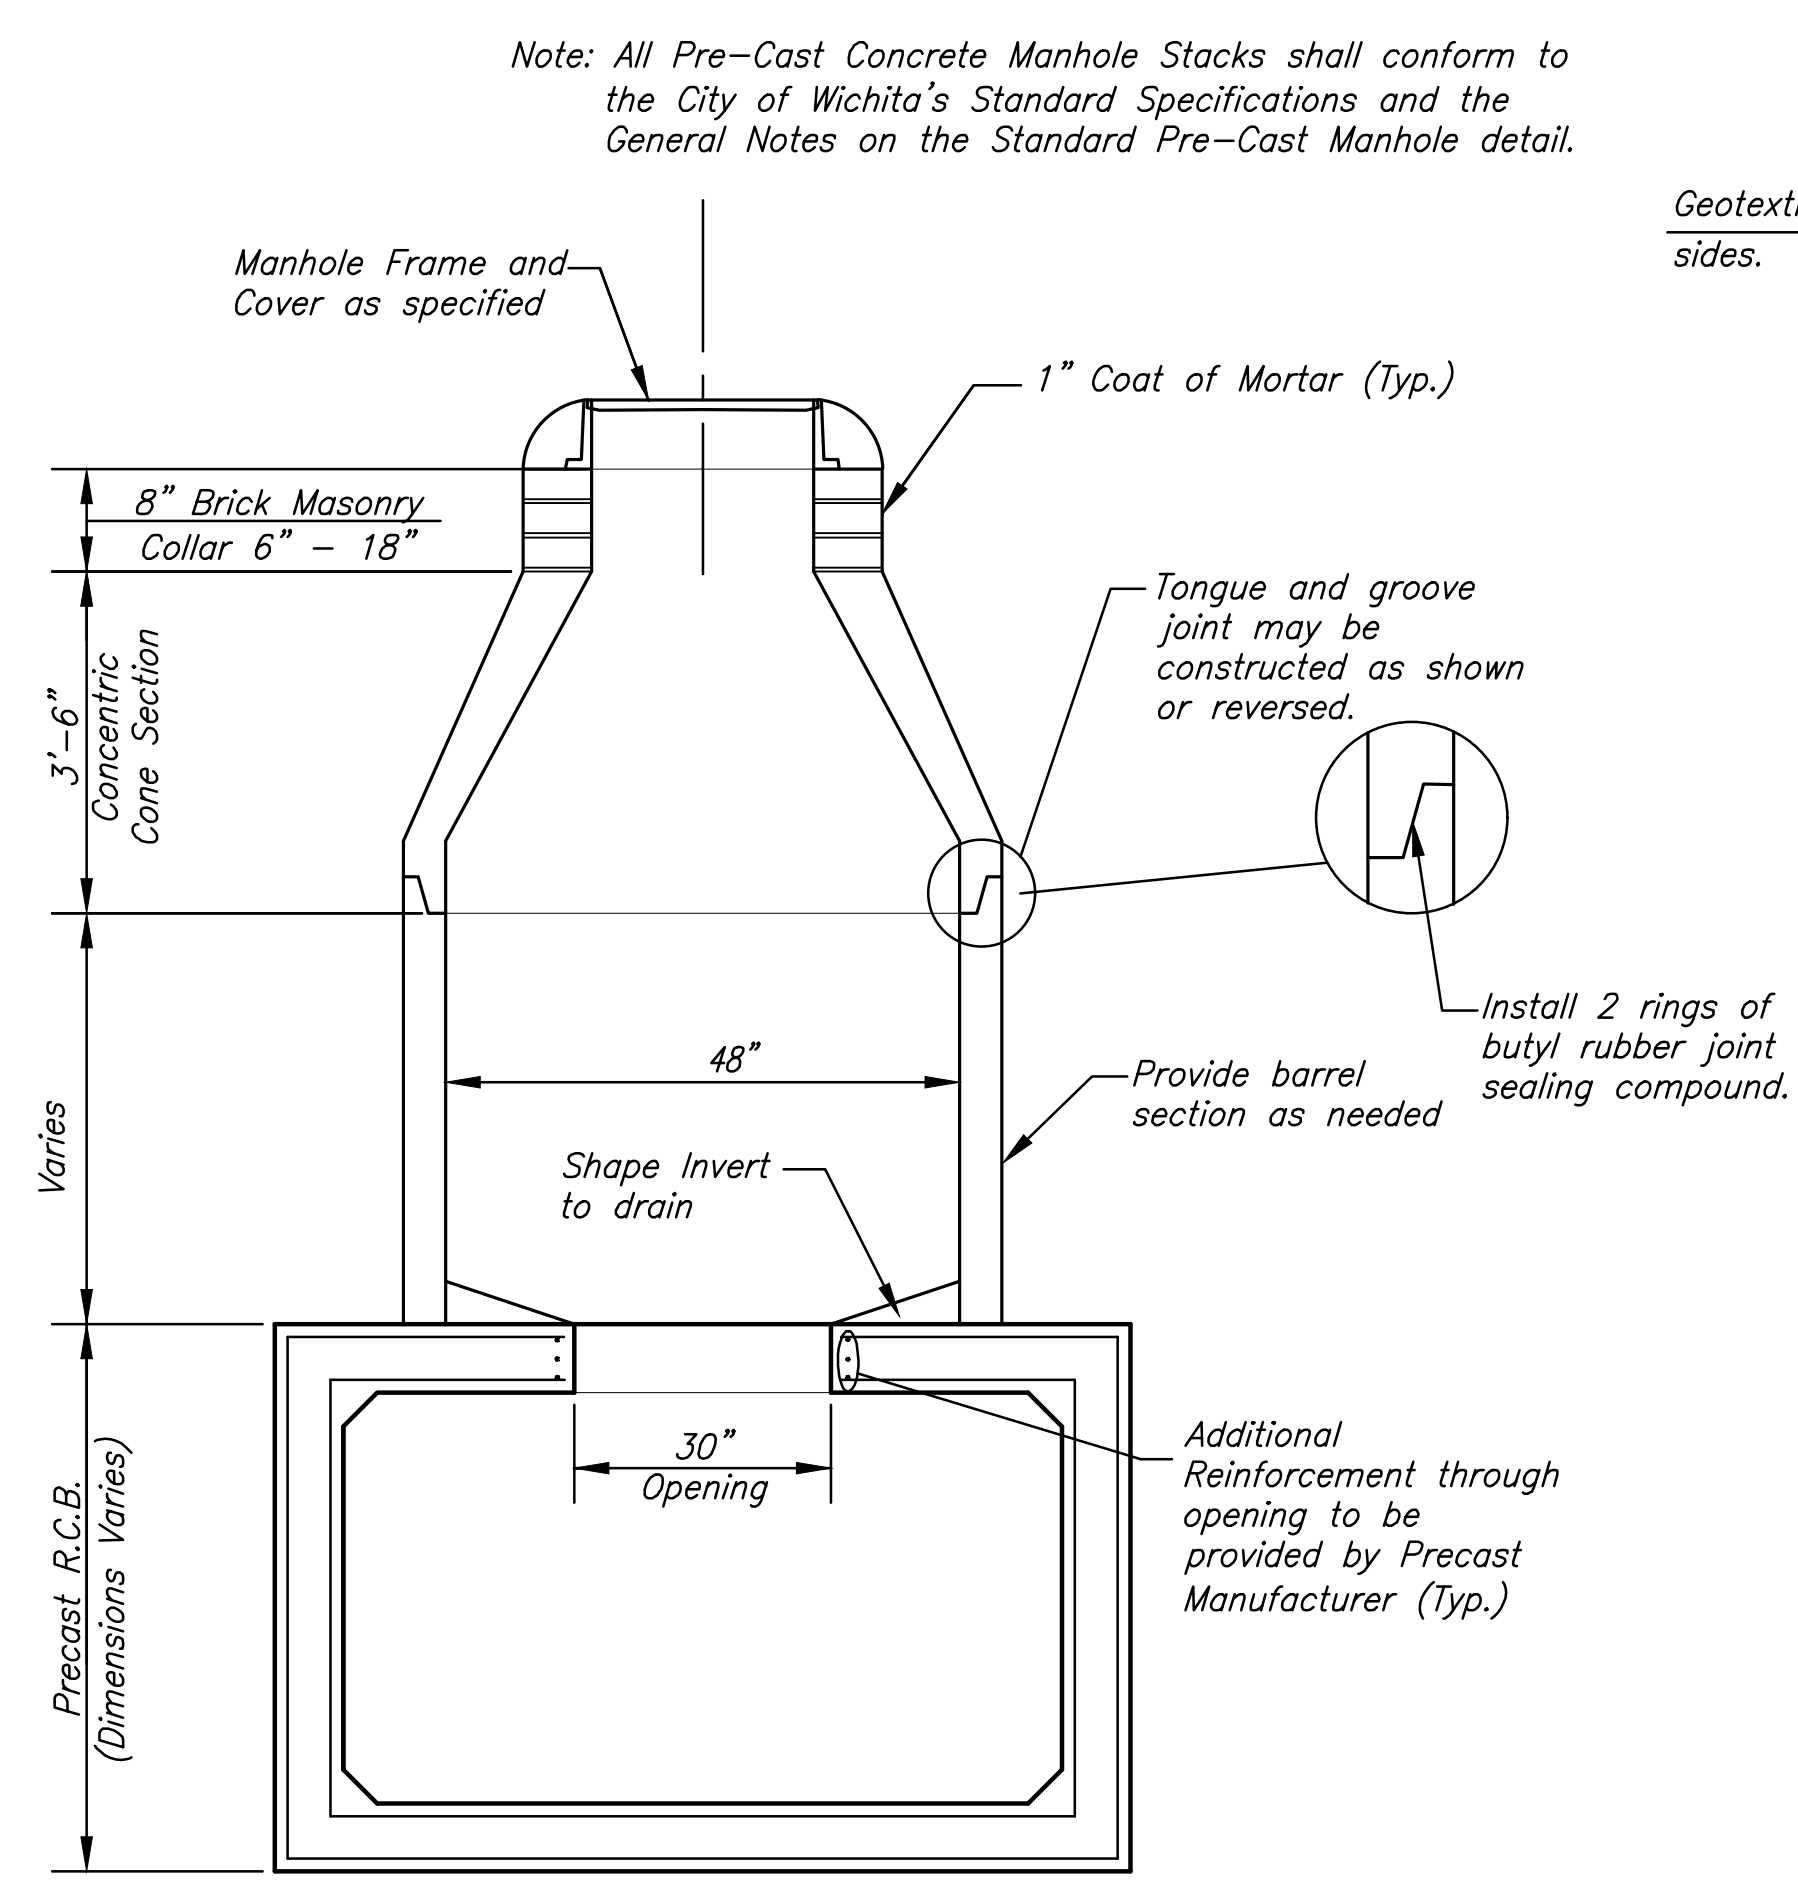 Note: All Pre-Cast Concrete Manhole Stacks shall conform to
the City of Wichita's Standard Specifications and the
General Notes on the Standard Pre-Cast Manhole detail.
sides.
Manhole Frame and
Cover as specified
1" Coat of Mortar (Typ.)
8" Brick Masonry
Collar 6" - 18"
Tongue and groove
joint may be
constructed as shown
or reversed.
3'-6"
Concentric
Cone Section
Install 2 rings of
butyl rubber joint
sealing compound.
48"
Provide barrel
section as needed
Varies
Shape Invert
to drain
30"
Opening
Additional
Reinforcement through
opening to be
provided by Precast
Manufacturer (Typ.)
Precast R.C.B.
(Dimensions Varies)